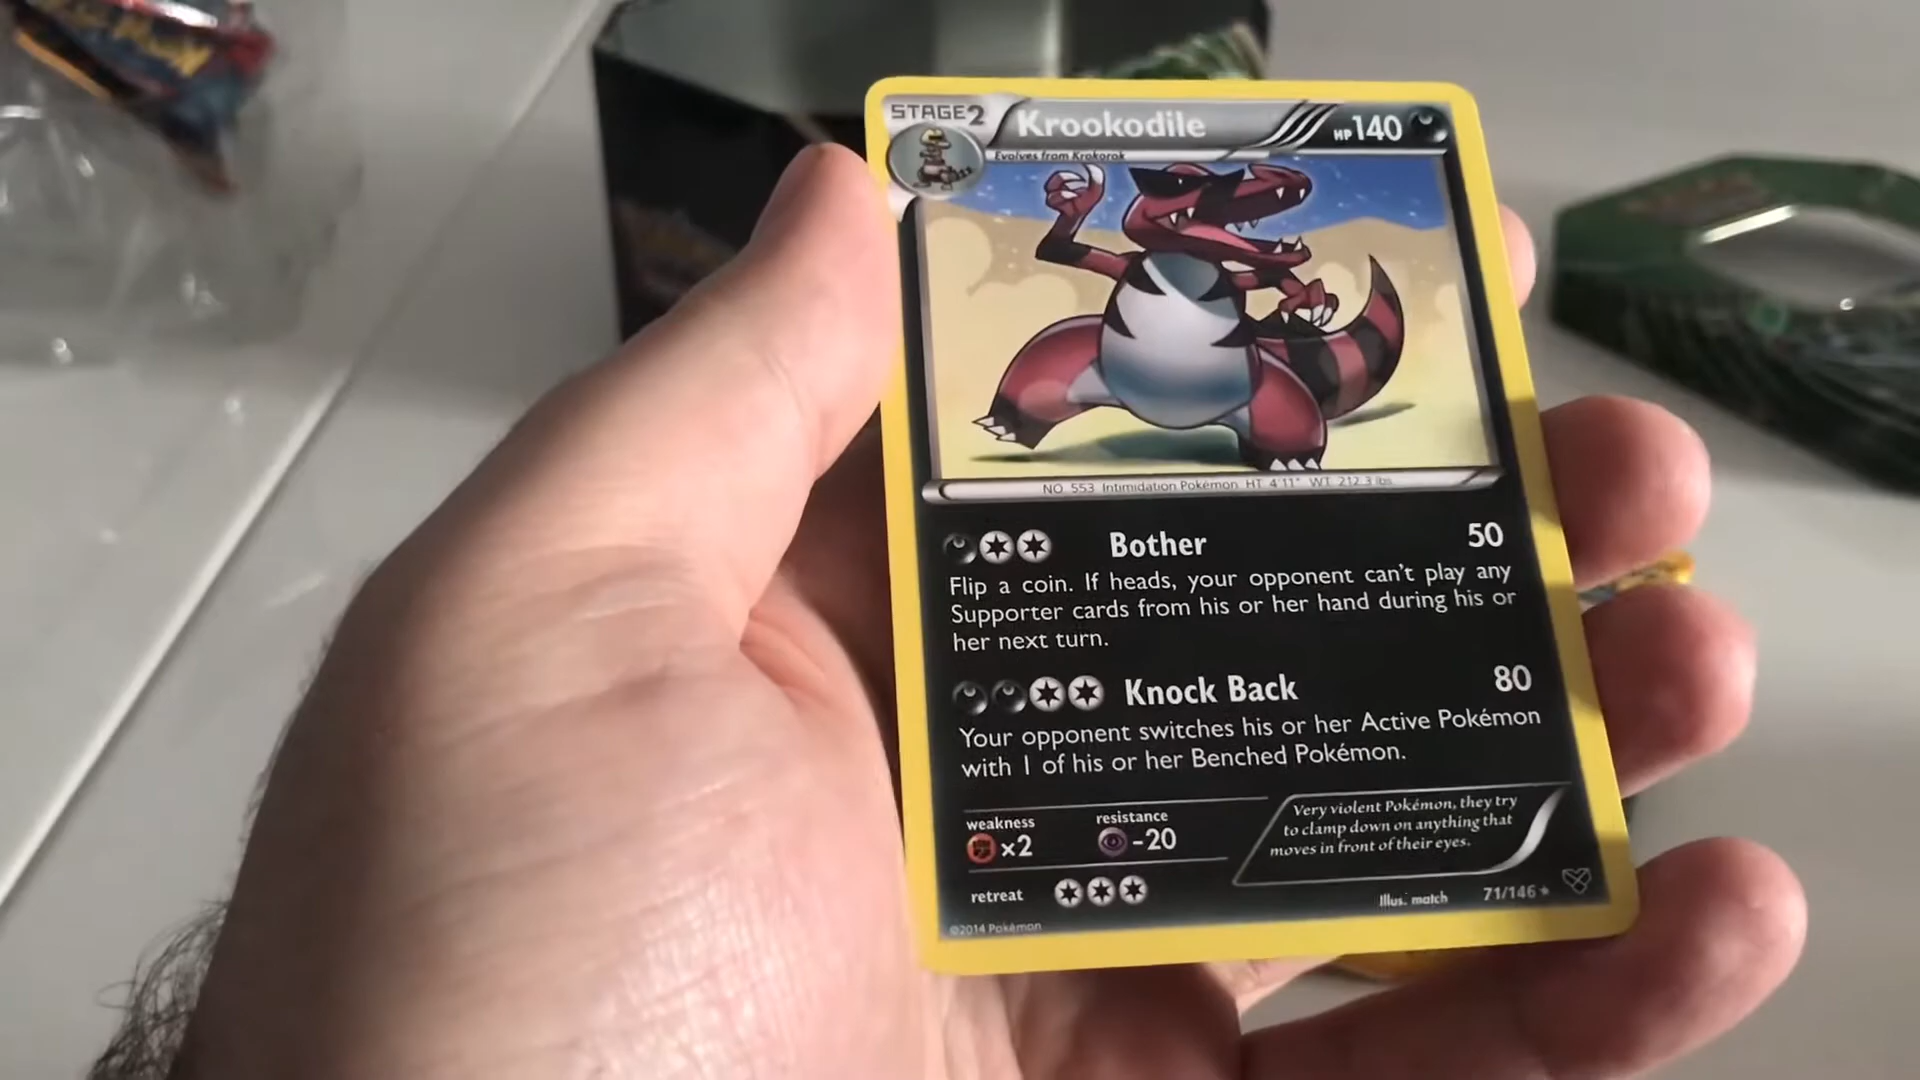 STAGE2 Krookodile HP140
Evolves from Krokorok
NO. 553 Intimidation Pokémon HT. 4'11" WT. 212.3 lbs.
Bother 50
Flip a coin. If heads, your opponent can't play any
Supporter cards from his or her hand during his or
her next turn.
Knock Back 80
Your opponent switches his or her Active Pokémon
with 1 of his or her Benched Pokémon.
weakness resistance
×2 -20
Very violent Pokémon, they try
to clamp down on anything that
moves in front of their eyes.
retreat
Illus. match 71/146
©2014 Pokémon